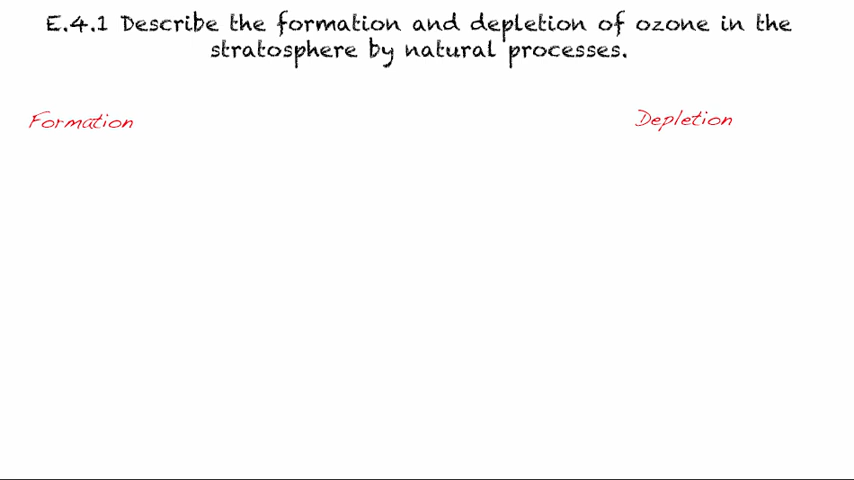 E.4.1 Describe the formation and depletion of ozone in the
stratosphere by natural processes.
Formation
Depletion